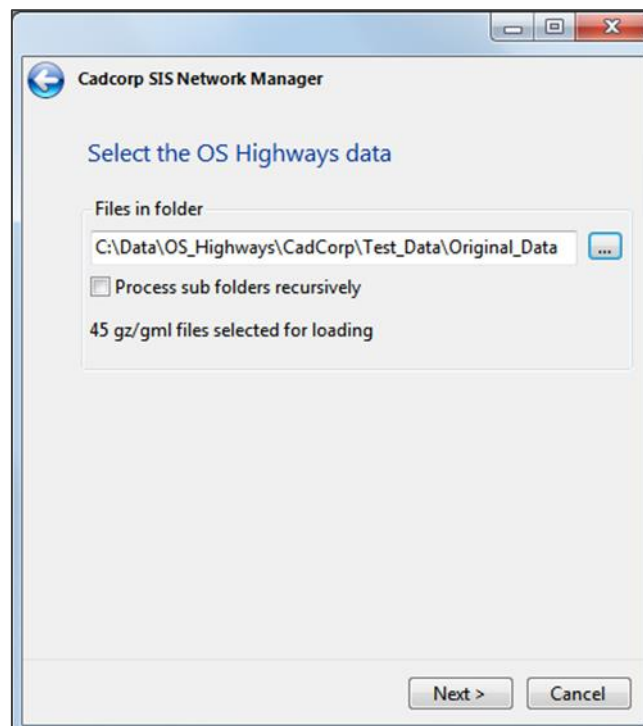 Cadcorp SIS Network Manager
Select the OS Highways data
Files in folder
C:\Data\OS_Highways\CadCorp\Test_Data\Original_Data
...
Process sub folders recursively
45 gz/gml files selected for loading
Next >
Cancel